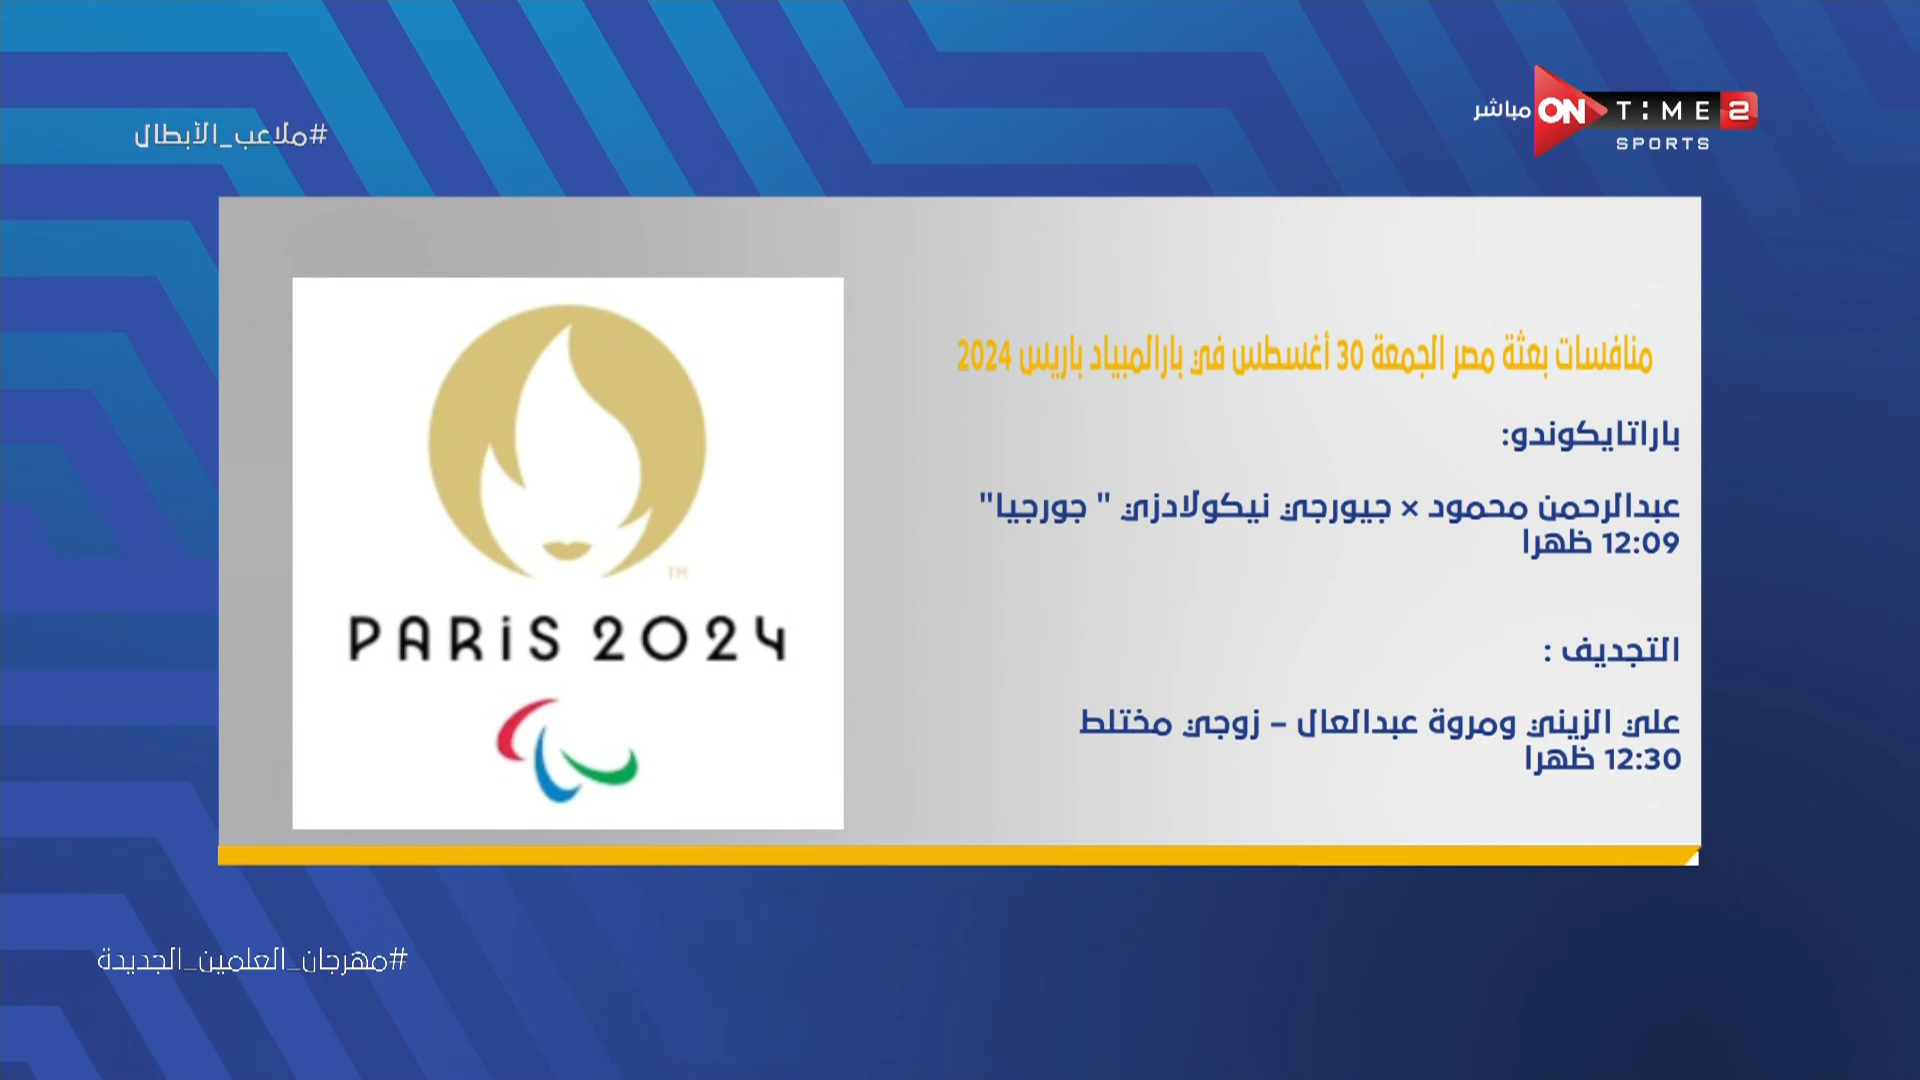 #ملاعب_الأبطال
مباشر ON TIME 2
SPORTS
منافسات بعثة مصر الجمعة 30 أغسطس في بارالمبياد باريس 2024
باراتايكوندو:
عبدالرحمن محمود × جيورجي نيكولادزي " جورجيا"
12:09 ظهرا
التجديف :
علي الزيني ومروة عبدالعال – زوجي مختلط
12:30 ظهرا
TM
PARIS 2024
#مهرجان_العلمين_الجديدة